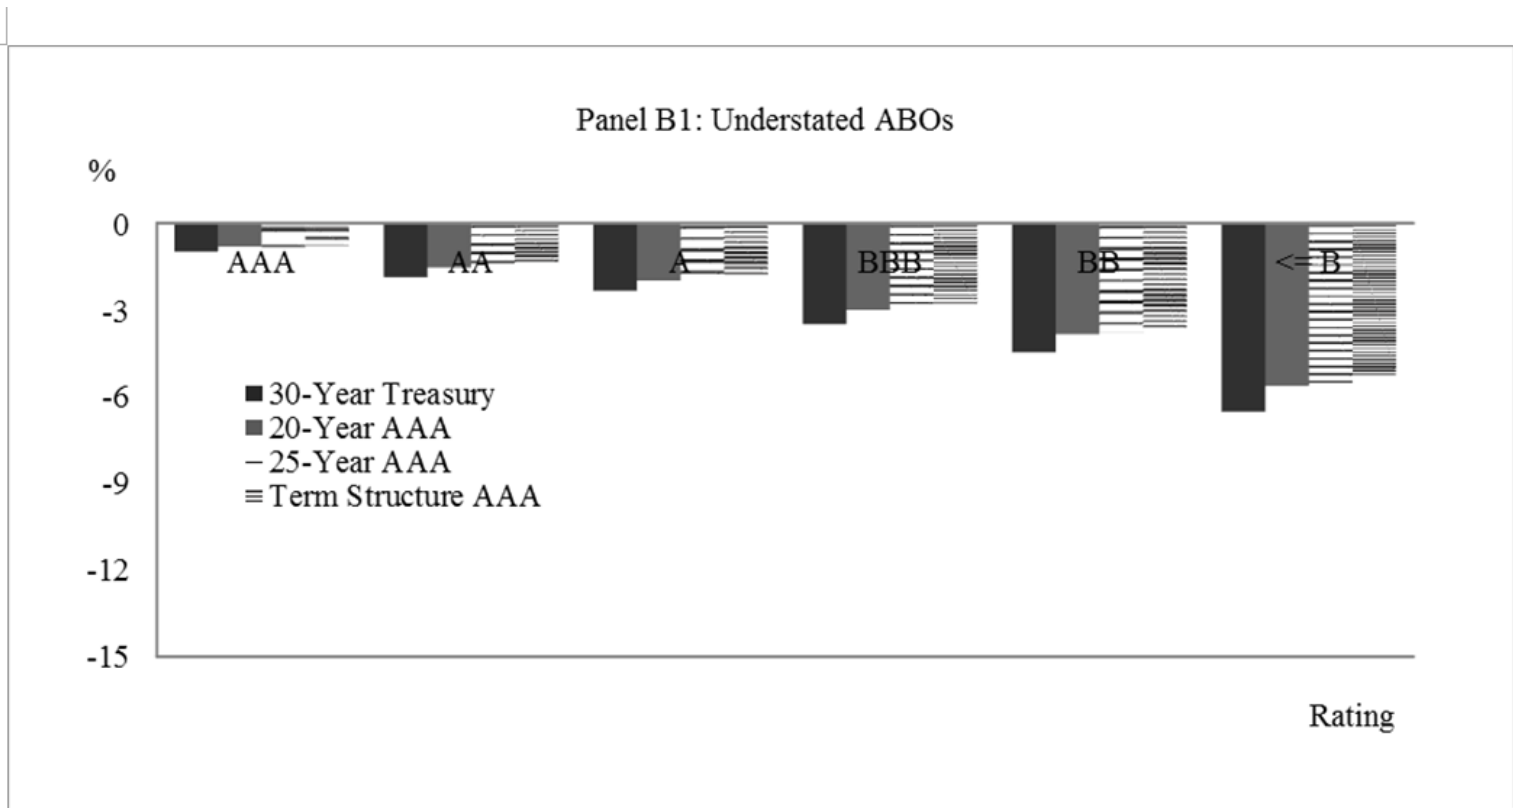 Panel B1: Understated ABOs
%
0
AAA
AA
A
BBB
BB
<= B
-3
-6
-9
-12
-15
30-Year Treasury
20-Year AAA
25-Year AAA
Term Structure AAA
Rating